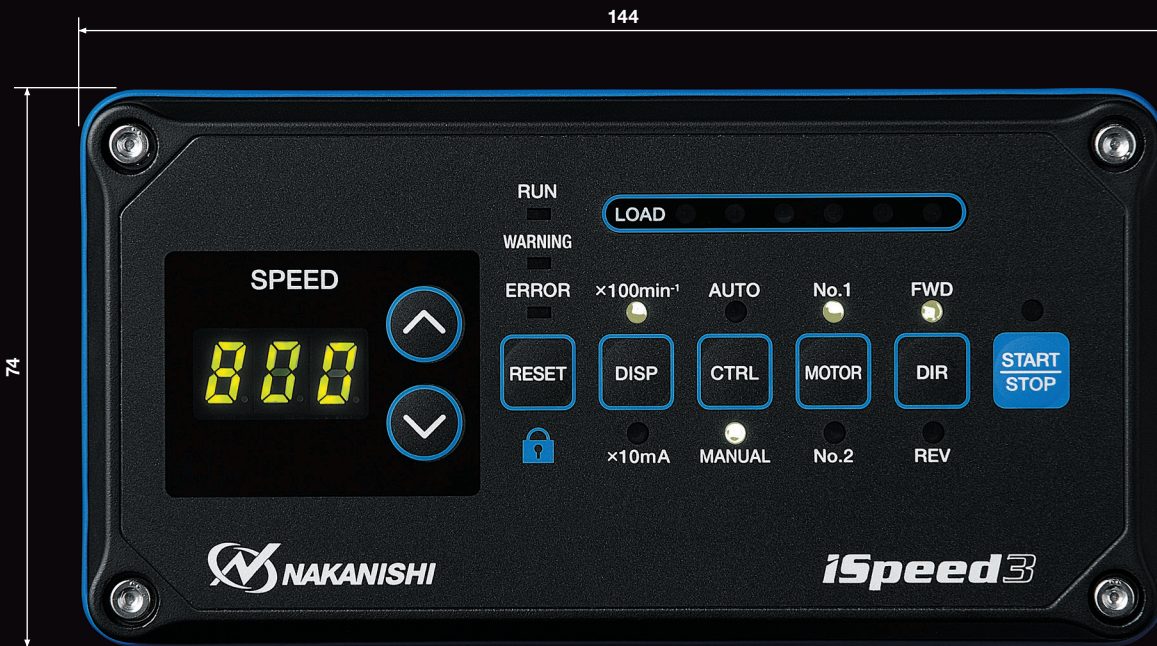 144
74
RUN
LOAD
WARNING
SPEED
ERROR
×100min⁻¹
AUTO
No.1
FWD
800
RESET
DISP
CTRL
MOTOR
DIR
START
STOP
×10mA
MANUAL
No.2
REV
NAKANISHI
iSpeed3